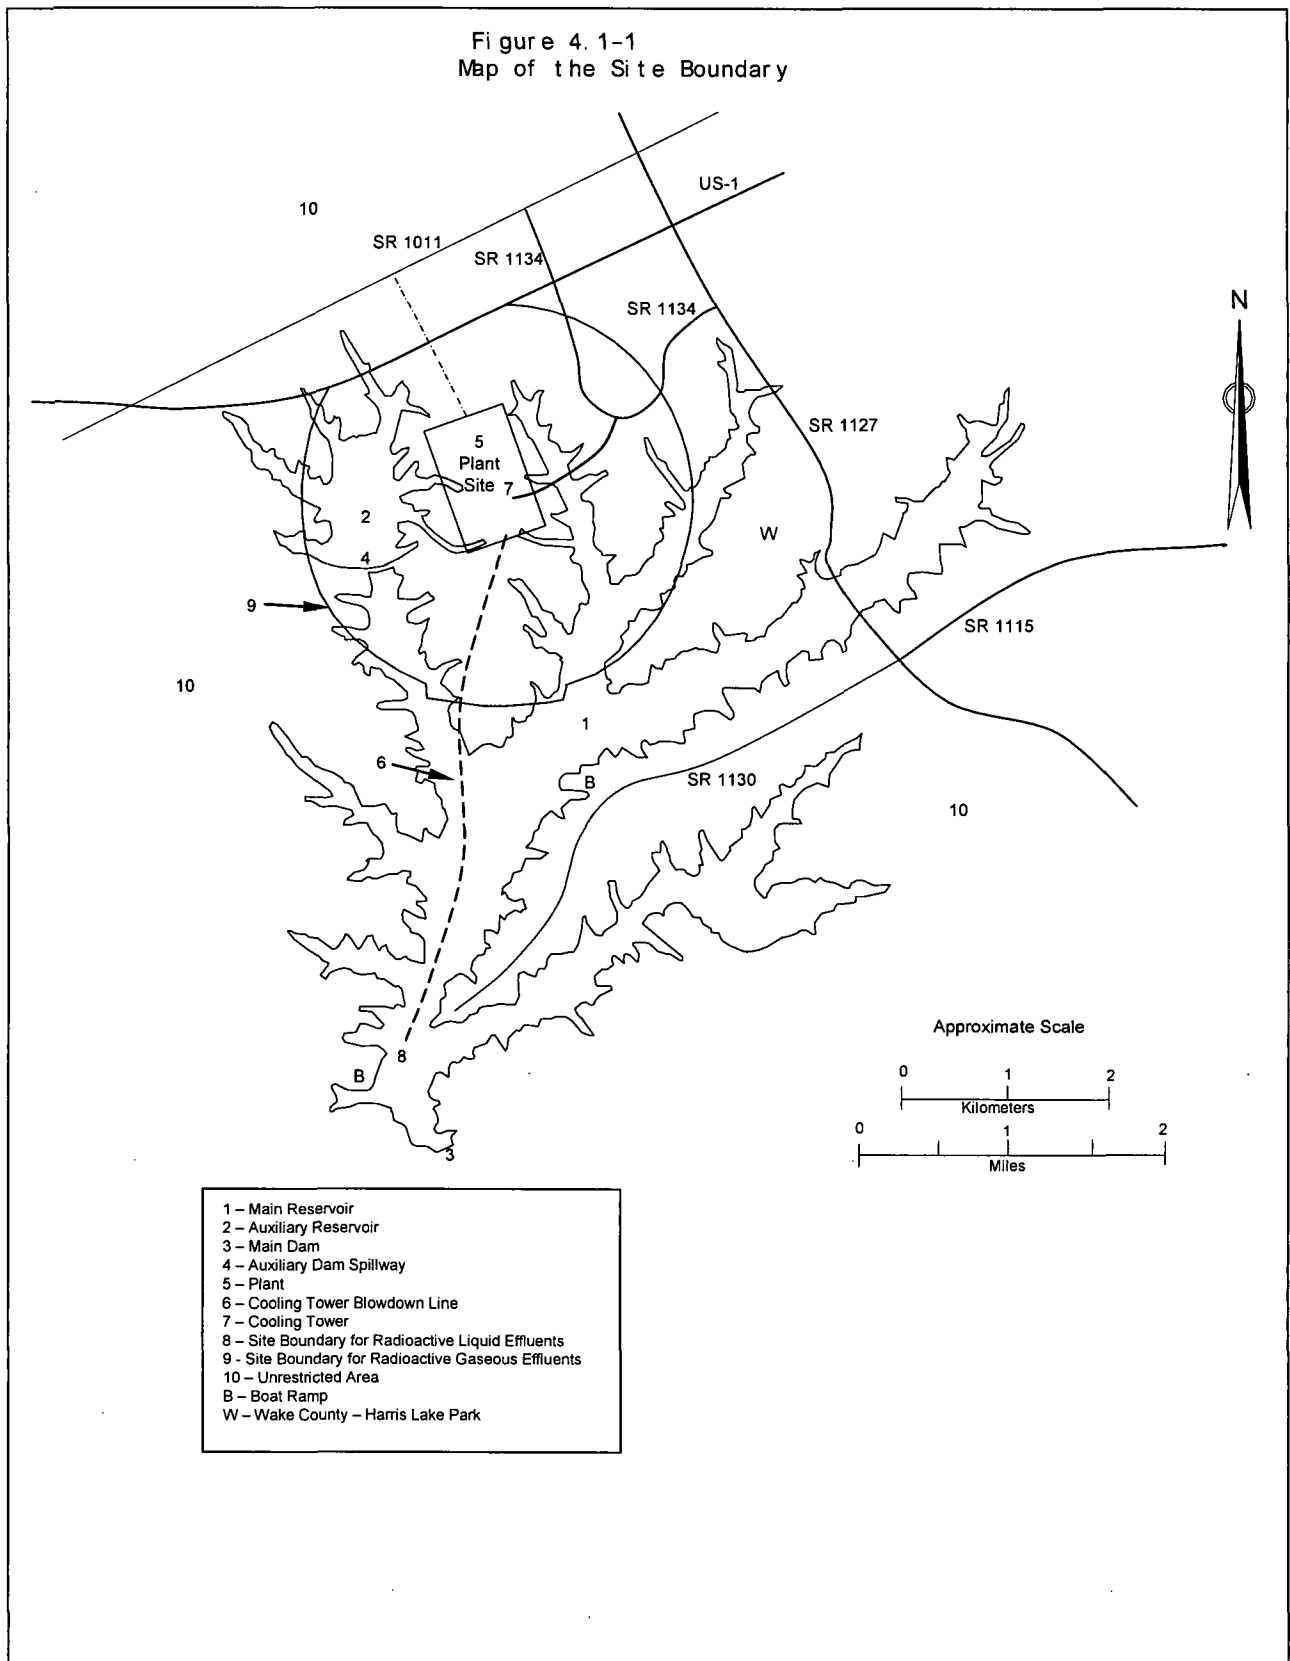 Figure 4.1-1
Map of the Site Boundary
US-1
10
SR 1011
SR 1134
SR 1134
N
SR 1127
5
Plant
Site
7
2
W
4
9
SR 1115
10
1
6
B
SR 1130
10
Approximate Scale
0 1 2
Kilometers
0 1 2
Miles
8
B
3
1 – Main Reservoir
2 – Auxiliary Reservoir
3 – Main Dam
4 – Auxiliary Dam Spillway
5 – Plant
6 – Cooling Tower Blowdown Line
7 – Cooling Tower
8 – Site Boundary for Radioactive Liquid Effluents
9 - Site Boundary for Radioactive Gaseous Effluents
10 – Unrestricted Area
B – Boat Ramp
W – Wake County – Harris Lake Park